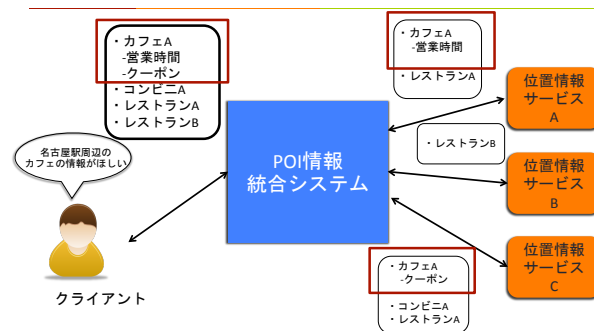 ・カフェA
-営業時間
-クーポン
・コンビニA
・レストランA
・レストランB
・カフェA
-営業時間
・レストランA
位置情報
サービス
A
名古屋駅周辺の
カフェの情報がほしい
POI情報
統合システム
・レストランB
位置情報
サービス
B
クライアント
・カフェA
-クーポン
・コンビニA
・レストランA
位置情報
サービス
C